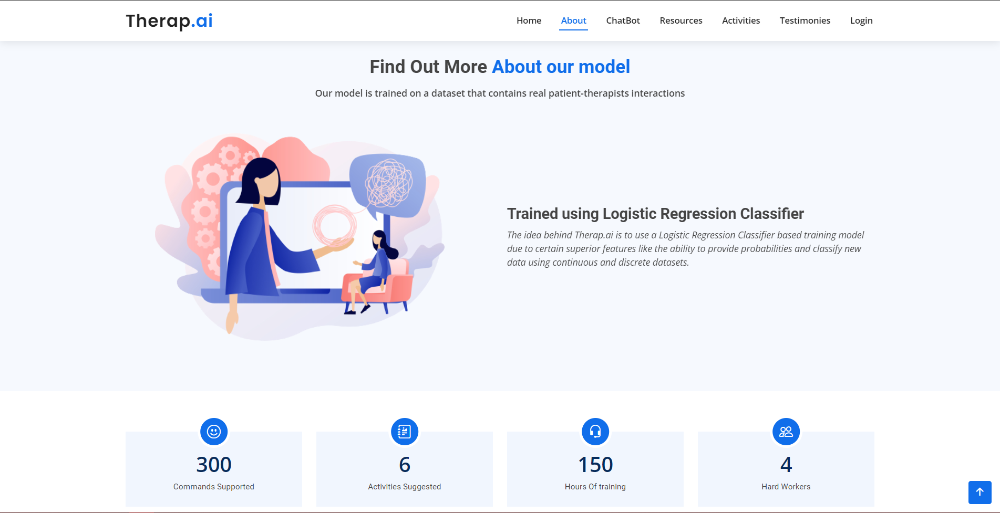 Therap.ai
Home About ChatBot Resources Activities Testimonies Login
Find Out More About our model
Our model is trained on a dataset that contains real patient-therapists interactions
Trained using Logistic Regression Classifier
The idea behind Therap.ai is to use a Logistic Regression Classifier based training model
due to certain superior features like the ability to provide probabilities and classify new
data using continuous and discrete datasets.
300
Commands Supported
6
Activities Suggested
150
Hours Of training
4
Hard Workers